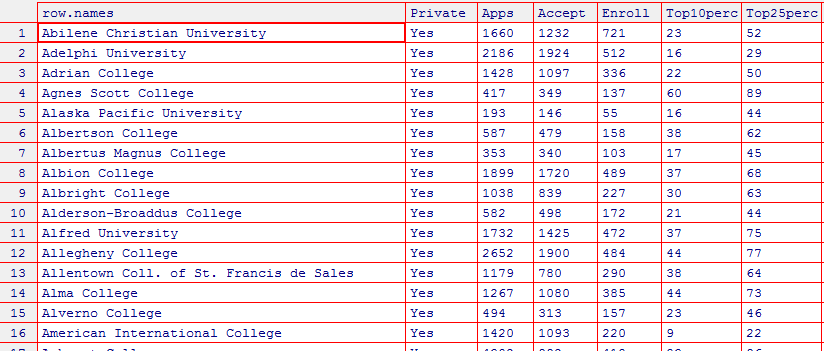 row.names Private Apps Accept Enroll Top10perc Top25perc
1 Abilene Christian University Yes 1660 1232 721 23 52
2 Adelphi University Yes 2186 1924 512 16 29
3 Adrian College Yes 1428 1097 336 22 50
4 Agnes Scott College Yes 417 349 137 60 89
5 Alaska Pacific University Yes 193 146 55 16 44
6 Albertson College Yes 587 479 158 38 62
7 Albertus Magnus College Yes 353 340 103 17 45
8 Albion College Yes 1899 1720 489 37 68
9 Albright College Yes 1038 839 227 30 63
10 Alderson-Broaddus College Yes 582 498 172 21 44
11 Alfred University Yes 1732 1425 472 37 75
12 Allegheny College Yes 2652 1900 484 44 77
13 Allentown Coll. of St. Francis de Sales Yes 1179 780 290 38 64
14 Alma College Yes 1267 1080 385 44 73
15 Alverno College Yes 494 313 157 23 46
16 American International College Yes 1420 1093 220 9 22